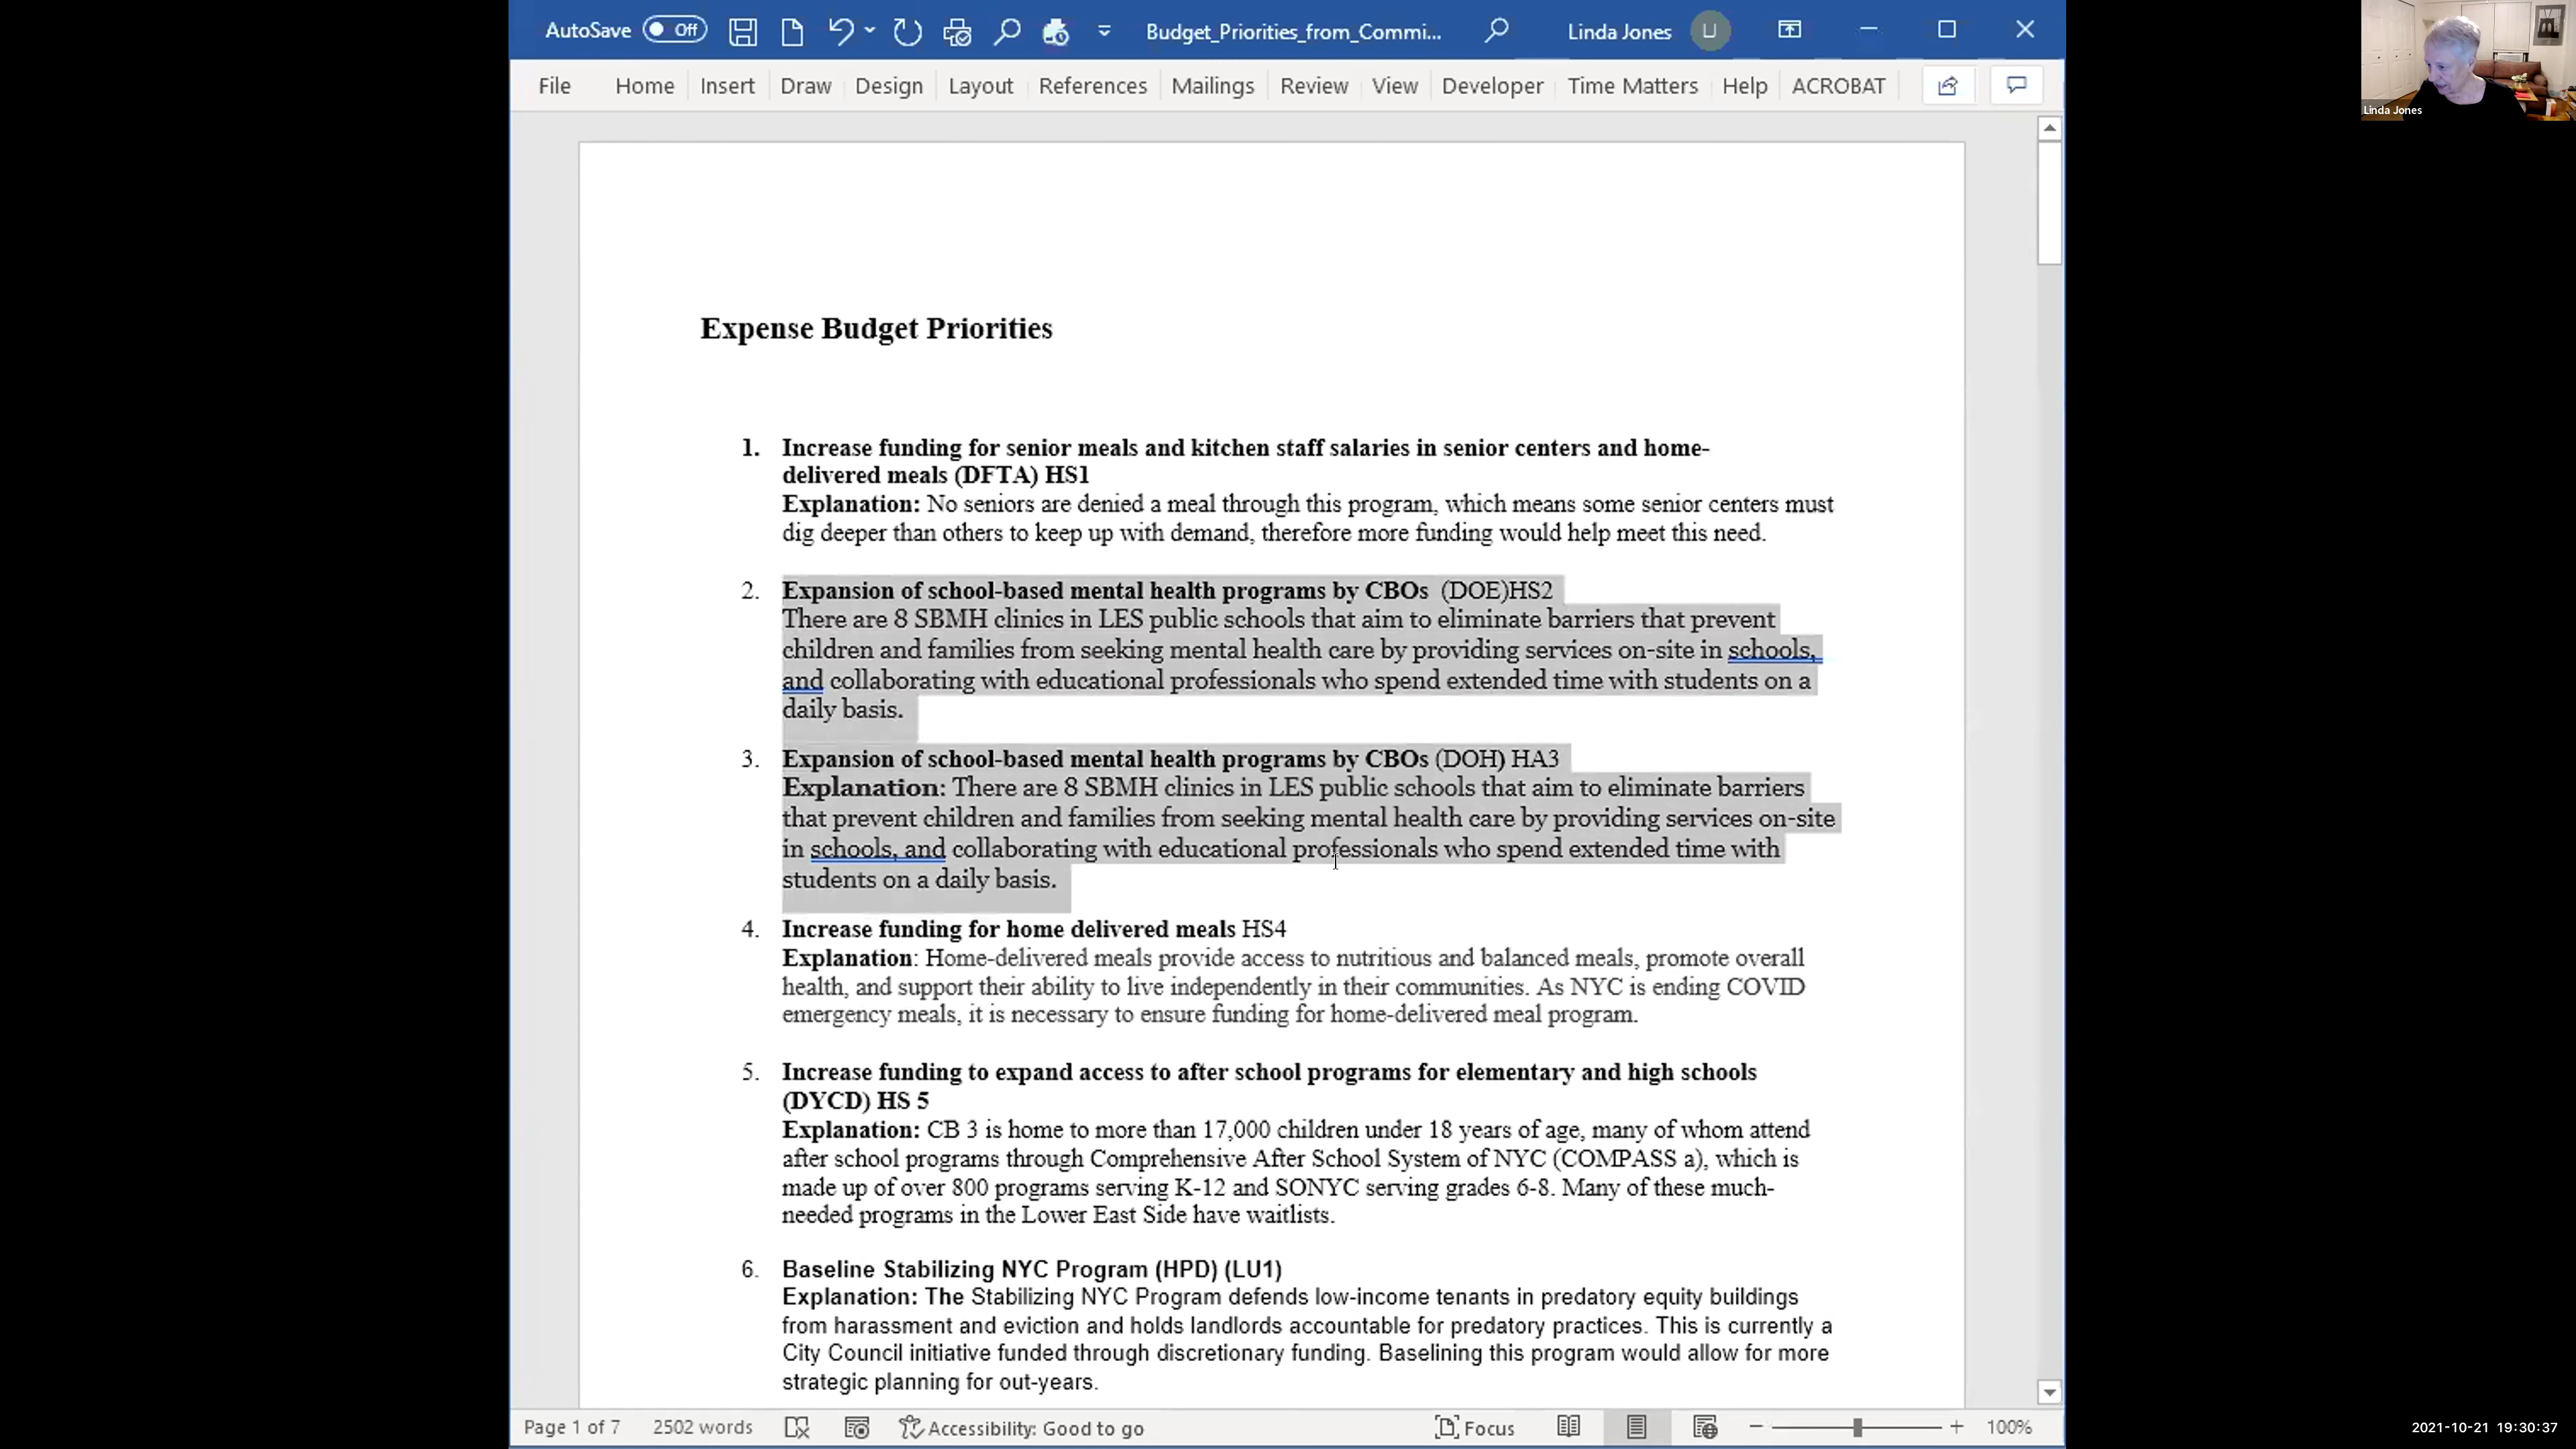 AutoSave Off Budget_Priorities_from_Commi... Linda Jones LJ
File Home Insert Draw Design Layout References Mailings Review View Developer Time Matters Help ACROBAT
Linda Jones
Expense Budget Priorities
1. Increase funding for senior meals and kitchen staff salaries in senior centers and home-
delivered meals (DFTA) HS1
Explanation: No seniors are denied a meal through this program, which means some senior centers must
dig deeper than others to keep up with demand, therefore more funding would help meet this need.
2. Expansion of school-based mental health programs by CBOs (DOE)HS2
There are 8 SBMH clinics in LES public schools that aim to eliminate barriers that prevent
children and families from seeking mental health care by providing services on-site in schools,
and collaborating with educational professionals who spend extended time with students on a
daily basis.
3. Expansion of school-based mental health programs by CBOs (DOH) HA3
Explanation: There are 8 SBMH clinics in LES public schools that aim to eliminate barriers
that prevent children and families from seeking mental health care by providing services on-site
in schools, and collaborating with educational professionals who spend extended time with
students on a daily basis.
4. Increase funding for home delivered meals HS4
Explanation: Home-delivered meals provide access to nutritious and balanced meals, promote overall
health, and support their ability to live independently in their communities. As NYC is ending COVID
emergency meals, it is necessary to ensure funding for home-delivered meal program.
5. Increase funding to expand access to after school programs for elementary and high schools
(DYCD) HS 5
Explanation: CB 3 is home to more than 17,000 children under 18 years of age, many of whom attend
after school programs through Comprehensive After School System of NYC (COMPASS a), which is
made up of over 800 programs serving K-12 and SONYC serving grades 6-8. Many of these much-
needed programs in the Lower East Side have waitlists.
6. Baseline Stabilizing NYC Program (HPD) (LU1)
Explanation: The Stabilizing NYC Program defends low-income tenants in predatory equity buildings
from harassment and eviction and holds landlords accountable for predatory practices. This is currently a
City Council initiative funded through discretionary funding. Baselining this program would allow for more
strategic planning for out-years.
Page 1 of 7 2502 words Accessibility: Good to go Focus 100%
2021-10-21 19:30:37